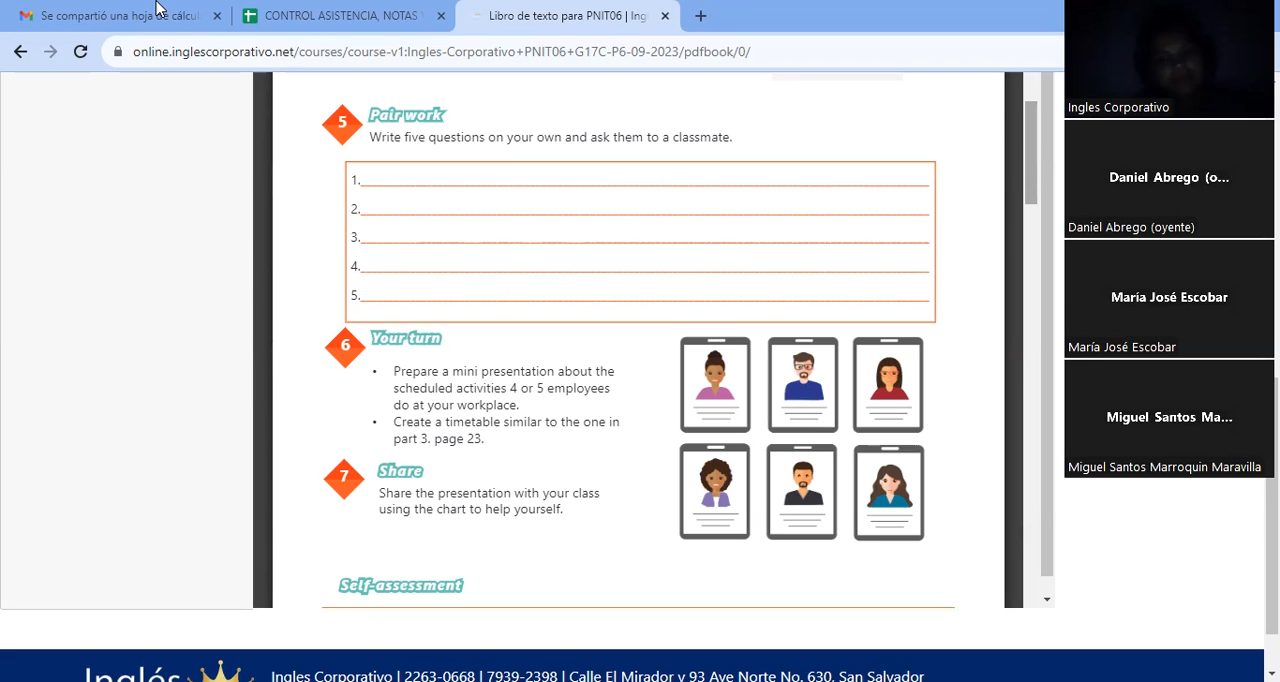 Se compartió una hoja de cálcul
CONTROL ASISTENCIA, NOTAS Y
Libro de texto para PNIT06 | Ingl
online.inglescorporativo.net/courses/course-v1:Ingles-Corporativo+PNIT06+G17C-P6-09-2023/pdfbook/0/
5 Pair work
Write five questions on your own and ask them to a classmate.
1.
2.
3.
4.
5.
6 Your turn
• Prepare a mini presentation about the
scheduled activities 4 or 5 employees
do at your workplace.
• Create a timetable similar to the one in
part 3. page 23.
7 Share
Share the presentation with your class
using the chart to help yourself.
Self-assessment
Inglés
Ingles Corporativo | 2263-0668 | 7939-2398 | Calle El Mirador y 93 Ave Norte No. 630, San Salvador
Ingles Corporativo
Daniel Abrego (o...
Daniel Abrego (oyente)
María José Escobar
María José Escobar
Miguel Santos Ma...
Miguel Santos Marroquin Maravilla